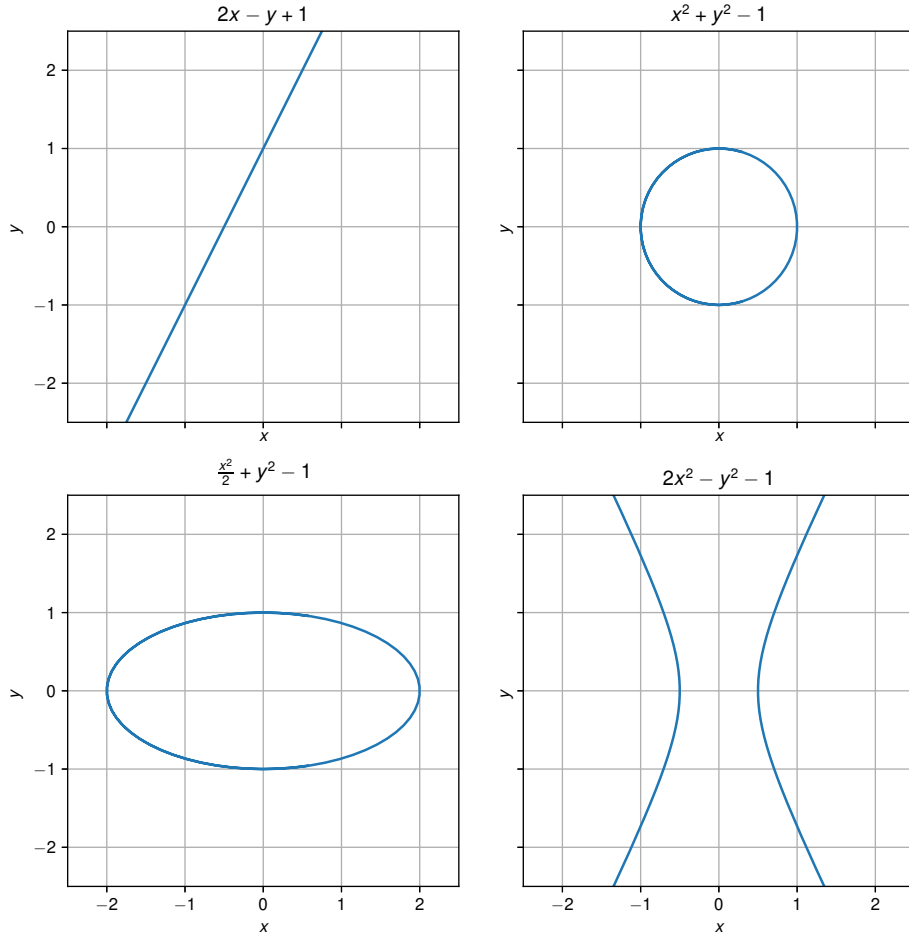 2x − y + 1
2
1
0
−1
−2
y
x
x² + y² − 1
y
x
x²/2 + y² − 1
2
1
0
−1
−2
y
−2 −1 0 1 2
x
2x² − y² − 1
y
−2 −1 0 1 2
x